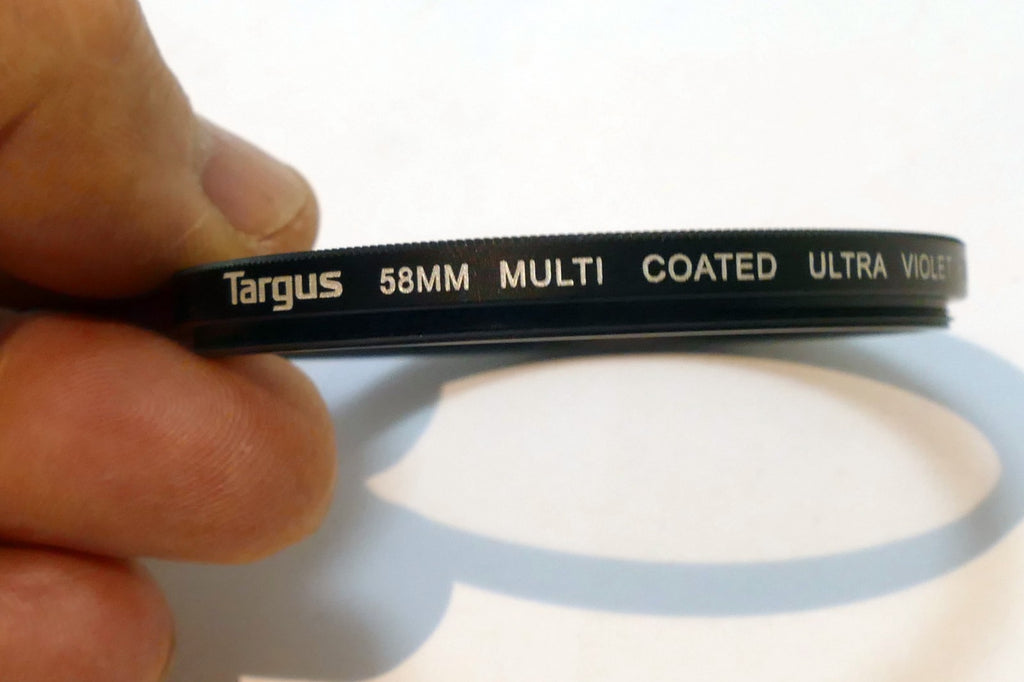 Targus 58MM MULTI COATED ULTRA VIOLET